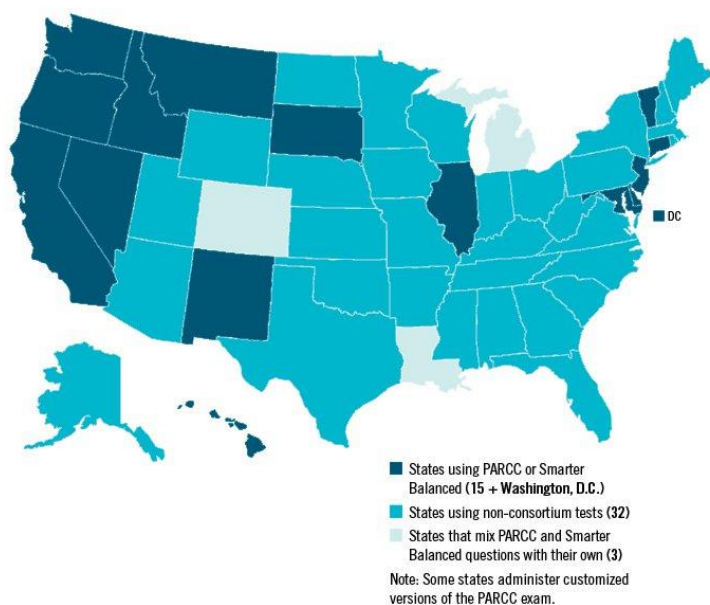 DC
States using PARCC or Smarter
Balanced (15 + Washington, D.C.)
States using non-consortium tests (32)
States that mix PARCC and Smarter
Balanced questions with their own (3)
Note: Some states administer customized
versions of the PARCC exam.